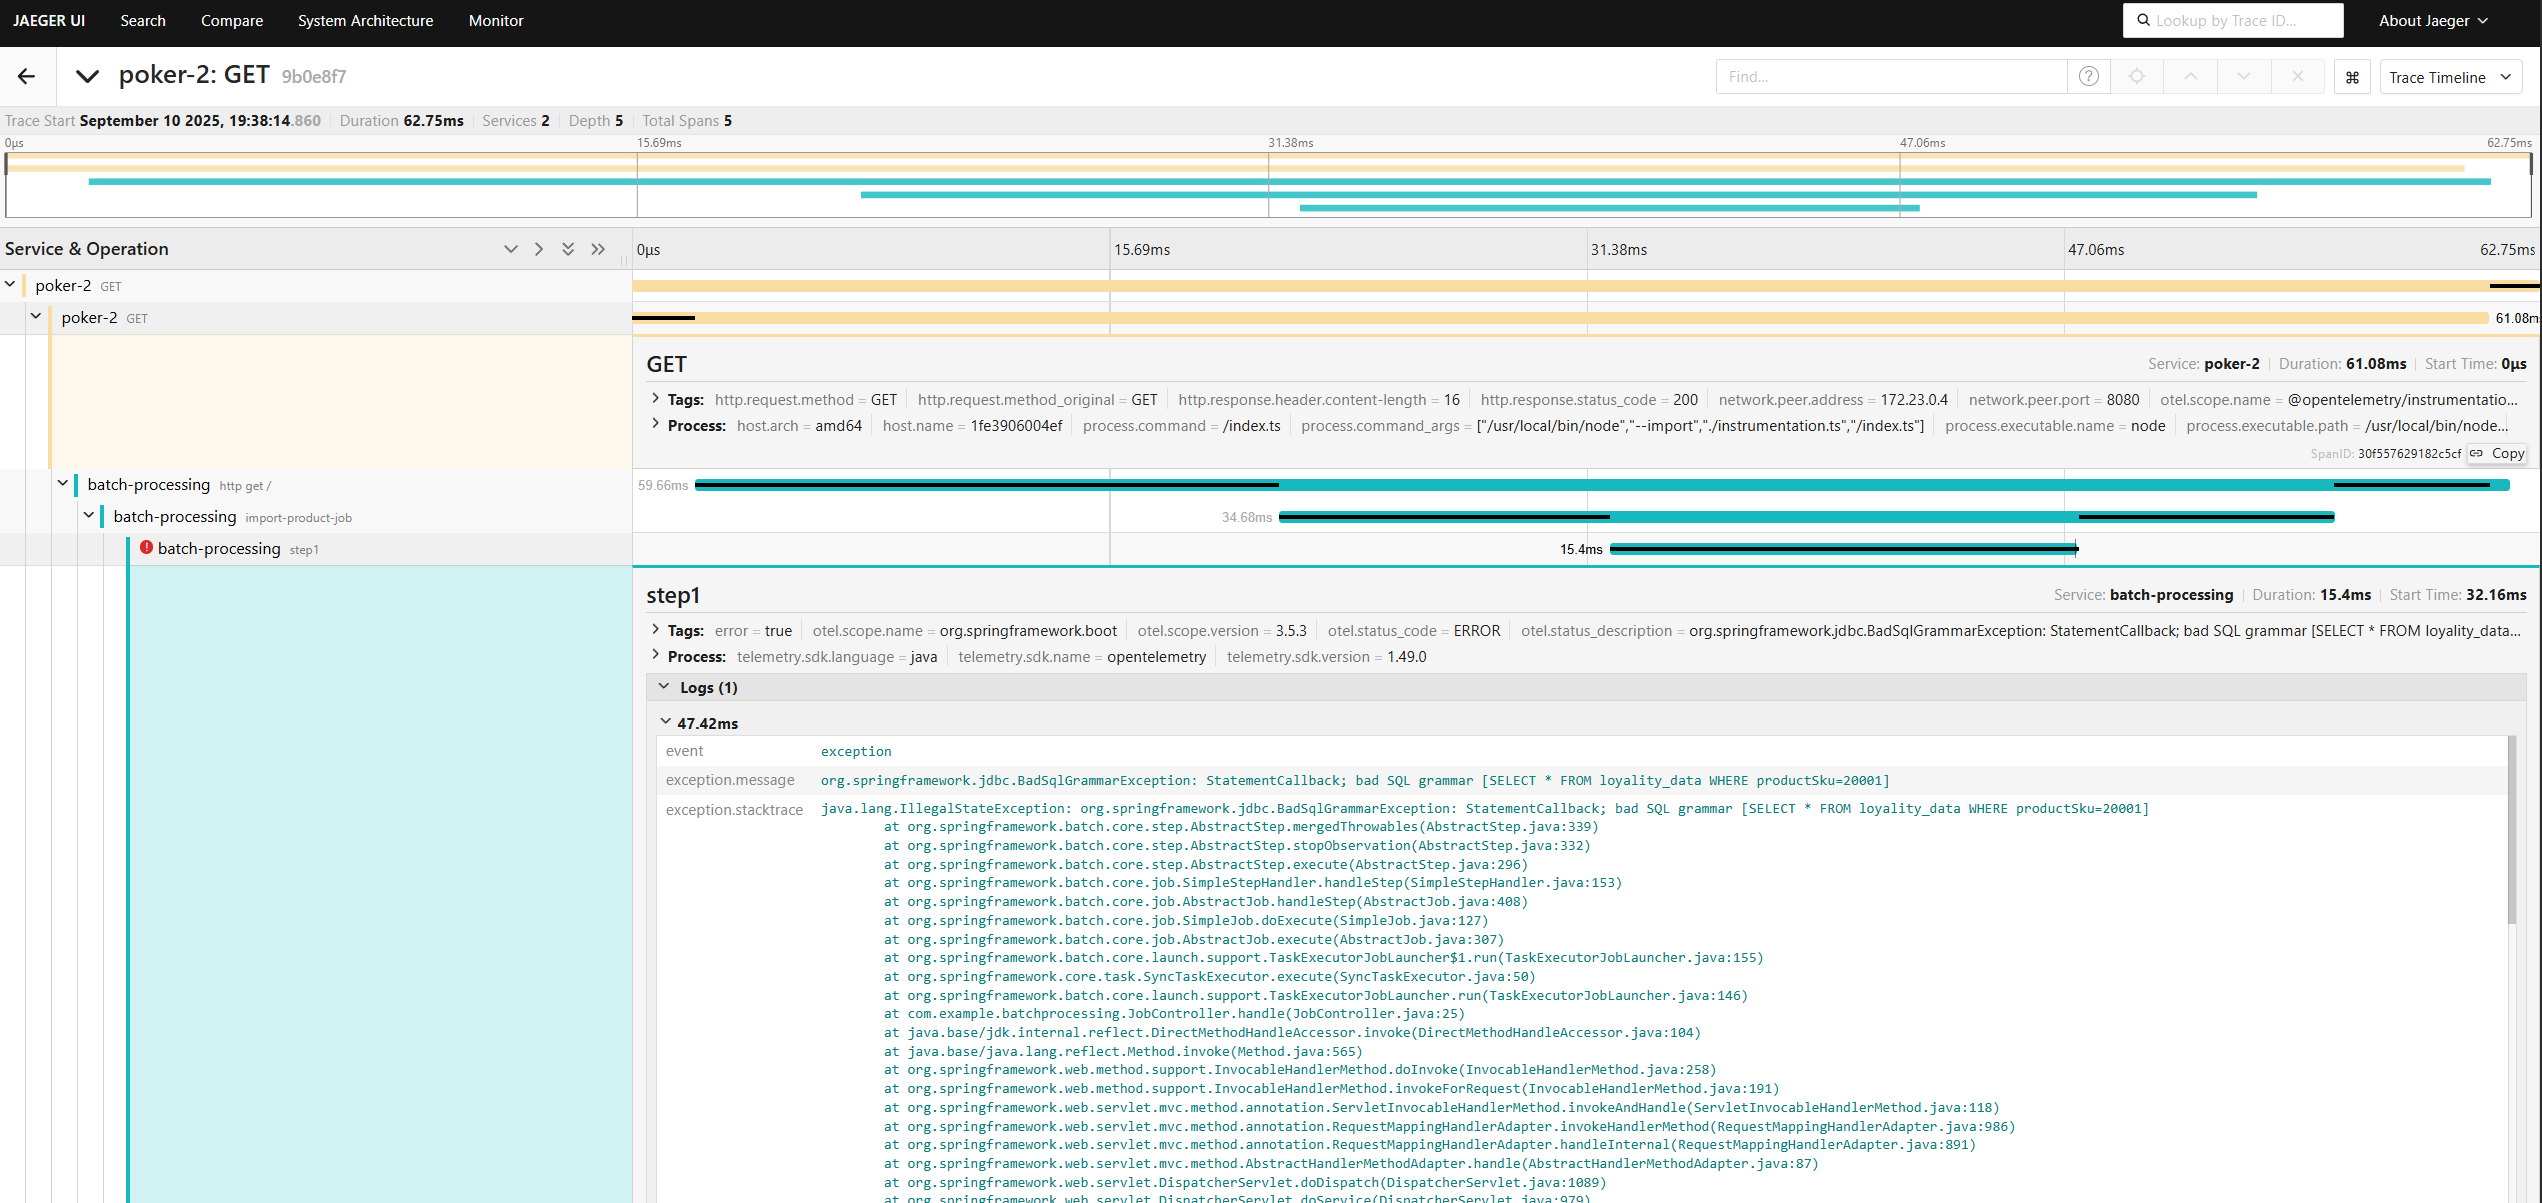 JAEGER UI Search Compare System Architecture Monitor Lookup by Trace ID... About Jaeger
poker-2: GET 9b0e8f7 Find... Trace Timeline
Trace Start September 10 2025, 19:38:14.860 Duration 62.75ms Services 2 Depth 5 Total Spans 5
0μs 15.69ms 31.38ms 47.06ms 62.75ms
Service & Operation 0μs 15.69ms 31.38ms 47.06ms 62.75ms
poker-2 GET
poker-2 GET 61.08m
GET Service: poker-2 Duration: 61.08ms Start Time: 0μs
Tags: http.request.method = GET http.request.method_original = GET http.response.header.content-length = 16 http.response.status_code = 200 network.peer.address = 172.23.0.4 network.peer.port = 8080 otel.scope.name = @opentelemetry/instrumentatio...
Process: host.arch = amd64 host.name = 1fe3906004ef process.command = /index.ts process.command_args = ["/usr/local/bin/node","--import","./instrumentation.ts","/index.ts"] process.executable.name = node process.executable.path = /usr/local/bin/node...
SpanID: 30f557629182c5cf Copy
batch-processing http get / 59.66ms
batch-processing import-product-job 34.68ms
batch-processing step1 15.4ms
step1 Service: batch-processing Duration: 15.4ms Start Time: 32.16ms
Tags: error = true otel.scope.name = org.springframework.boot otel.scope.version = 3.5.3 otel.status_code = ERROR otel.status_description = org.springframework.jdbc.BadSqlGrammarException: StatementCallback; bad SQL grammar [SELECT * FROM loyality_data...
Process: telemetry.sdk.language = java telemetry.sdk.name = opentelemetry telemetry.sdk.version = 1.49.0
Logs (1)
47.42ms
event exception
exception.message org.springframework.jdbc.BadSqlGrammarException: StatementCallback; bad SQL grammar [SELECT * FROM loyality_data WHERE productSku=20001]
exception.stacktrace java.lang.IllegalStateException: org.springframework.jdbc.BadSqlGrammarException: StatementCallback; bad SQL grammar [SELECT * FROM loyality_data WHERE productSku=20001]
at org.springframework.batch.core.step.AbstractStep.mergedThrowables(AbstractStep.java:339)
at org.springframework.batch.core.step.AbstractStep.stopObservation(AbstractStep.java:332)
at org.springframework.batch.core.step.AbstractStep.execute(AbstractStep.java:296)
at org.springframework.batch.core.job.SimpleStepHandler.handleStep(SimpleStepHandler.java:153)
at org.springframework.batch.core.job.AbstractJob.handleStep(AbstractJob.java:408)
at org.springframework.batch.core.job.SimpleJob.doExecute(SimpleJob.java:127)
at org.springframework.batch.core.job.AbstractJob.execute(AbstractJob.java:307)
at org.springframework.batch.core.launch.support.TaskExecutorJobLauncher$1.run(TaskExecutorJobLauncher.java:155)
at org.springframework.core.task.SyncTaskExecutor.execute(SyncTaskExecutor.java:50)
at org.springframework.batch.core.launch.support.TaskExecutorJobLauncher.run(TaskExecutorJobLauncher.java:146)
at com.example.batchprocessing.JobController.handle(JobController.java:25)
at java.base/jdk.internal.reflect.DirectMethodHandleAccessor.invoke(DirectMethodHandleAccessor.java:104)
at java.base/java.lang.reflect.Method.invoke(Method.java:565)
at org.springframework.web.method.support.InvocableHandlerMethod.doInvoke(InvocableHandlerMethod.java:258)
at org.springframework.web.method.support.InvocableHandlerMethod.invokeForRequest(InvocableHandlerMethod.java:191)
at org.springframework.web.servlet.mvc.method.annotation.ServletInvocableHandlerMethod.invokeAndHandle(ServletInvocableHandlerMethod.java:118)
at org.springframework.web.servlet.mvc.method.annotation.RequestMappingHandlerAdapter.invokeHandlerMethod(RequestMappingHandlerAdapter.java:986)
at org.springframework.web.servlet.mvc.method.annotation.RequestMappingHandlerAdapter.handleInternal(RequestMappingHandlerAdapter.java:891)
at org.springframework.web.servlet.mvc.method.AbstractHandlerMethodAdapter.handle(AbstractHandlerMethodAdapter.java:87)
at org.springframework.web.servlet.DispatcherServlet.doDispatch(DispatcherServlet.java:1089)
at org.springframework.web.servlet.DispatcherServlet.doService(DispatcherServlet.java:979)